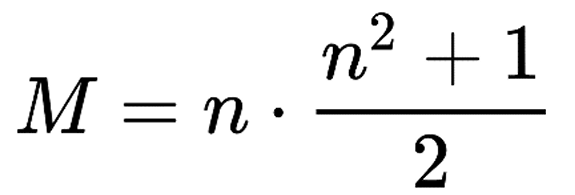 M = n · (n² + 1) / 2